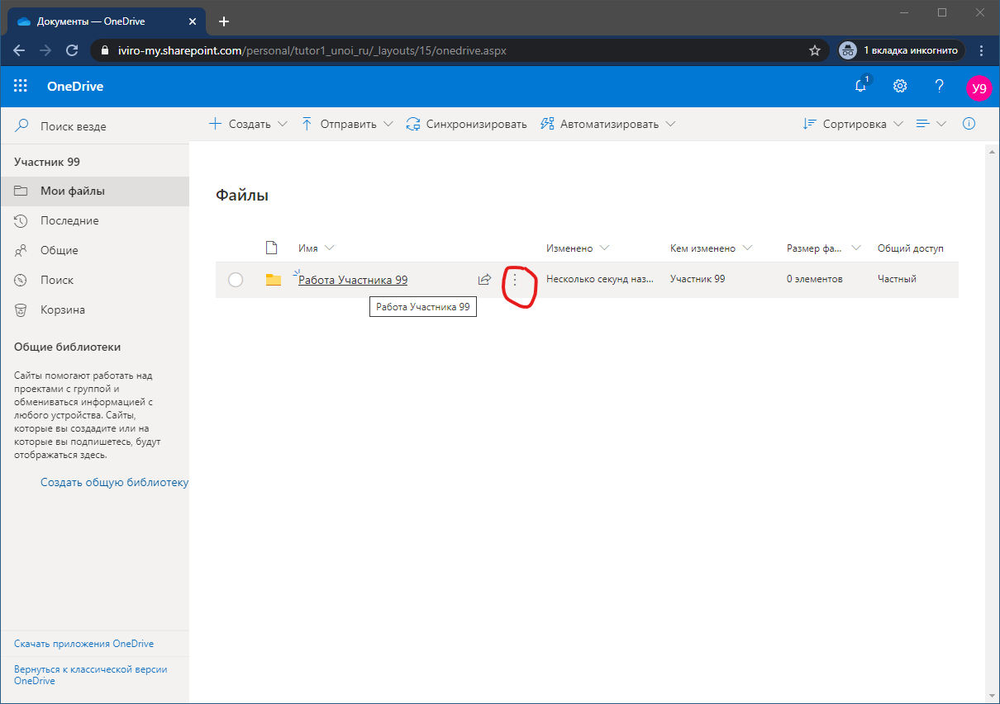 Документы — OneDrive
iviro-my.sharepoint.com/personal/tutor1_unoi_ru/_layouts/15/onedrive.aspx
1 вкладка инкогнито
OneDrive
1
?
У9
Поиск везде
Создать
Отправить
Синхронизировать
Автоматизировать
Сортировка
Участник 99
Мои файлы
Последние
Общие
Поиск
Корзина
Общие библиотеки
Сайты помогают работать над
проектами с группой и
обмениваться информацией с
любого устройства. Сайты,
которые вы создадите или на
которые вы подпишетесь, будут
отображаться здесь.
Создать общую библиотеку
Скачать приложения OneDrive
Вернуться к классической версии
OneDrive
Файлы
Имя Изменено Кем изменено Размер фа... Общий доступ
Работа Участника 99 Несколько секунд наз... Участник 99 0 элементов Частный
Работа Участника 99